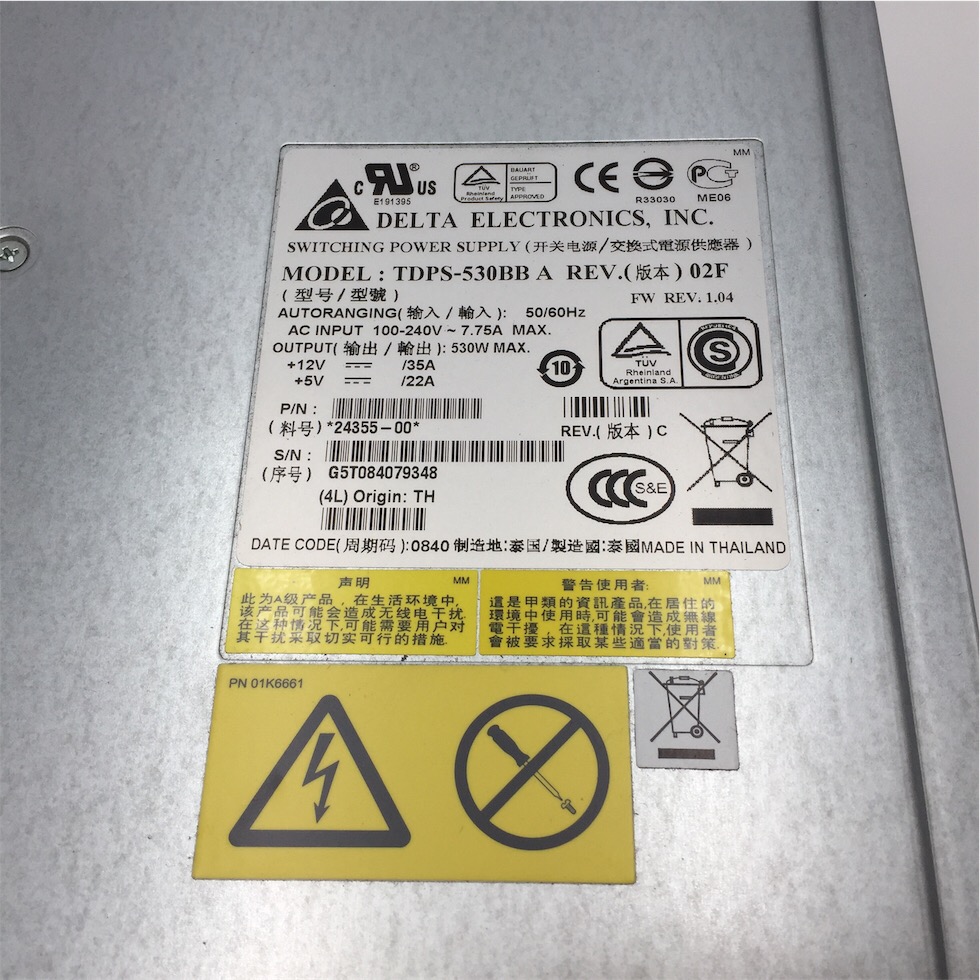 MM
c RU ® US
E191395
TÜV
Rheinland
Product Safety
BAUART
GEPRÜFT
TYPE
APPROVED
CE
R33030
ME06
DELTA ELECTRONICS, INC.
SWITCHING POWER SUPPLY (开关电源/交換式電源供應器)
MODEL : TDPS-530BB A REV.(版本) 02F
(型号/型號)
FW REV. 1.04
AUTORANGING(输入/輸入): 50/60Hz
AC INPUT 100-240V ~ 7.75A MAX.
OUTPUT(输出/輸出): 530W MAX.
+12V /35A
+5V /22A
10
TÜV
Rheinland
Argentina S.A.
S
P/N :
(料号) *24355-00*
REV.(版本) C
S/N :
(序号) G5T084079348
(4L) Origin: TH
CCC S&E
DATE CODE(周期码):0840 制造地:泰国/製造國:泰國MADE IN THAILAND
声明 MM
此为A级产品，在生活环境中,
该产品可能会造成无线电干扰.
在这种情况下,可能需要用户对
其干扰采取切实可行的措施.
警告使用者: MM
這是甲類的資訊產品,在居住的
環境中使用時,可能會造成無線
電干擾，在這種情況下,使用者
會被要求採取某些適當的對策.
PN 01K6661